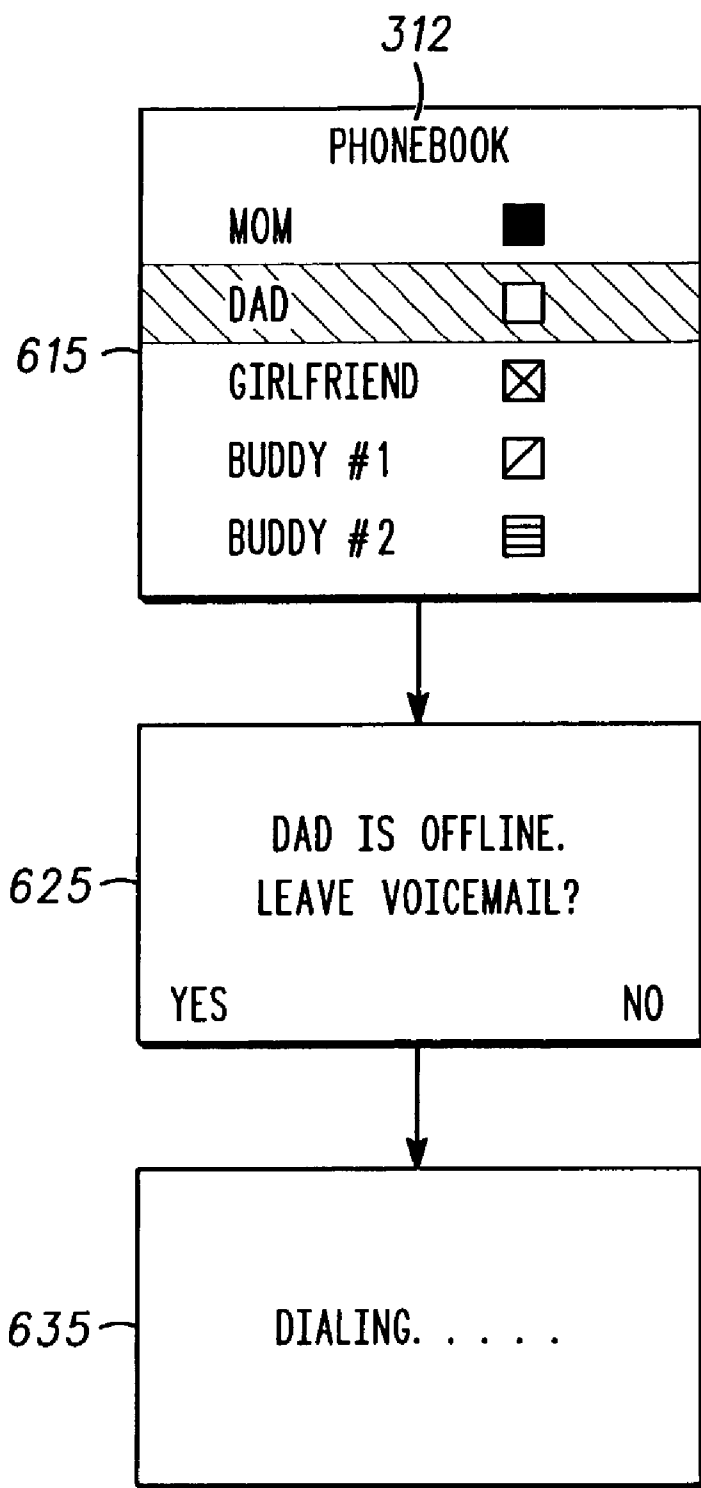 312
PHONEBOOK
MOM
DAD
615
GIRLFRIEND
BUDDY #1
BUDDY #2
DAD IS OFFLINE.
625
LEAVE VOICEMAIL?
YES NO
635
DIALING. . . . .